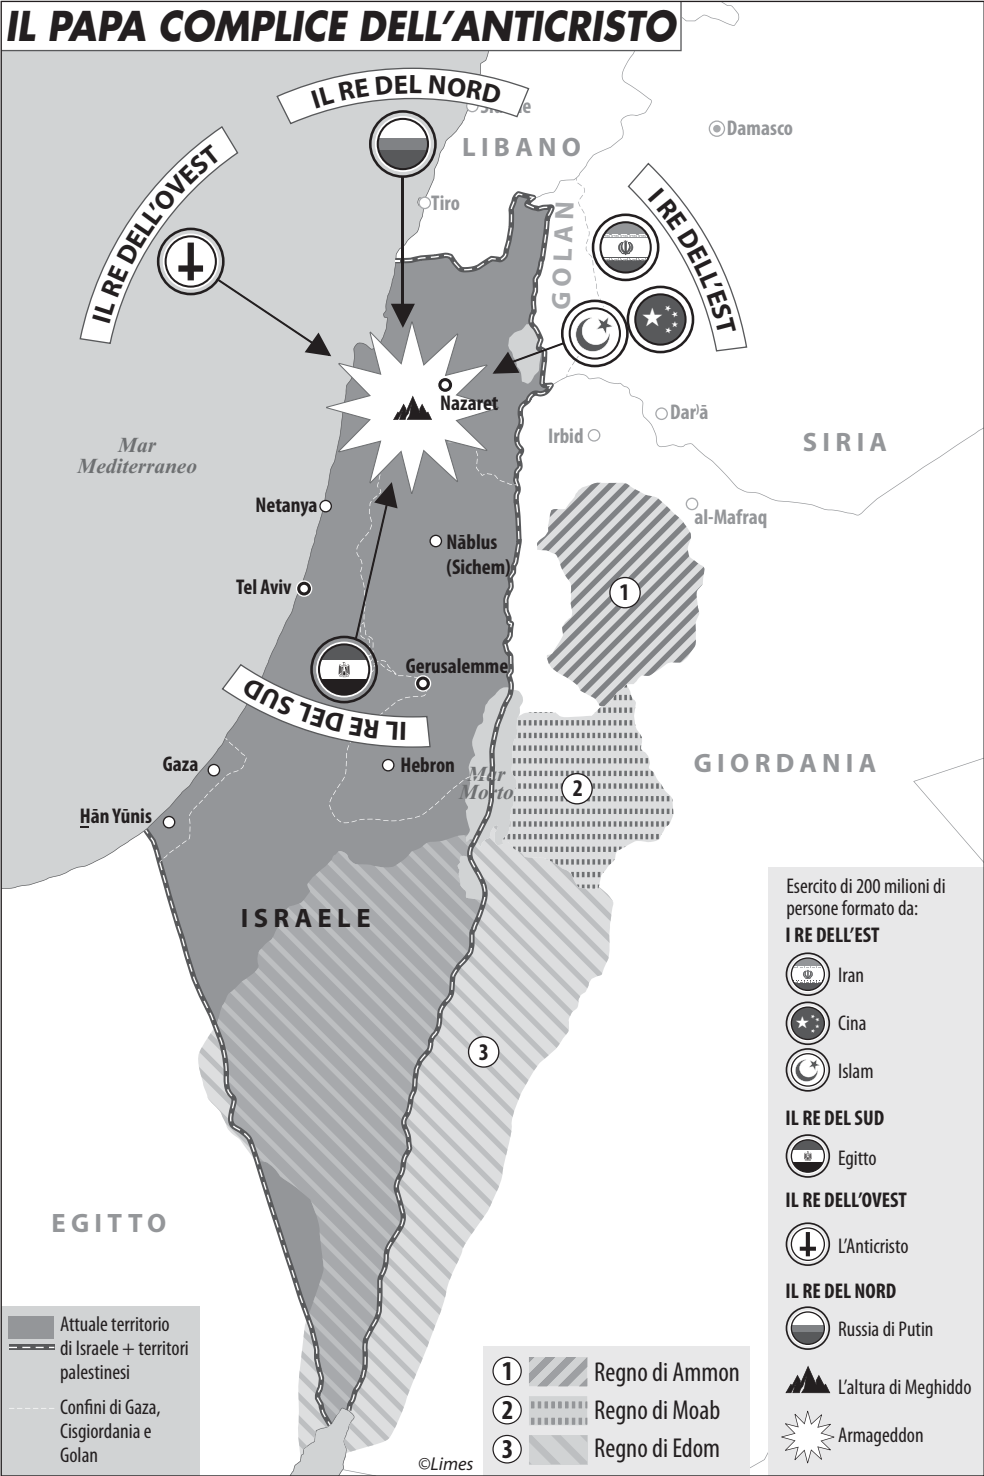 IL PAPA COMPLICE DELL'ANTICRISTO
IL RE DEL NORD
LIBANO
Damasco
IL RE DELL'OVEST
Tiro
GOLAN
I RE DELL'EST
Nazaret
Mar
Mediterraneo
Irbid
Dar'ā
SIRIA
Netanya
al-Mafraq
Nāblus
(Sichem)
Tel Aviv
1
Gerusalemme
IL RE DEL SUD
Gaza
Hebron
Mar
Morto
2
GIORDANIA
H̱ān Yūnis
ISRAELE
3
EGITTO
Esercito di 200 milioni di
persone formato da:
I RE DELL'EST
Iran
Cina
Islam
IL RE DEL SUD
Egitto
IL RE DELL'OVEST
L'Anticristo
IL RE DEL NORD
Russia di Putin
L'altura di Meghiddo
Armageddon
Attuale territorio
di Israele + territori
palestinesi
Confini di Gaza,
Cisgiordania e
Golan
1 Regno di Ammon
2 Regno di Moab
3 Regno di Edom
©Limes